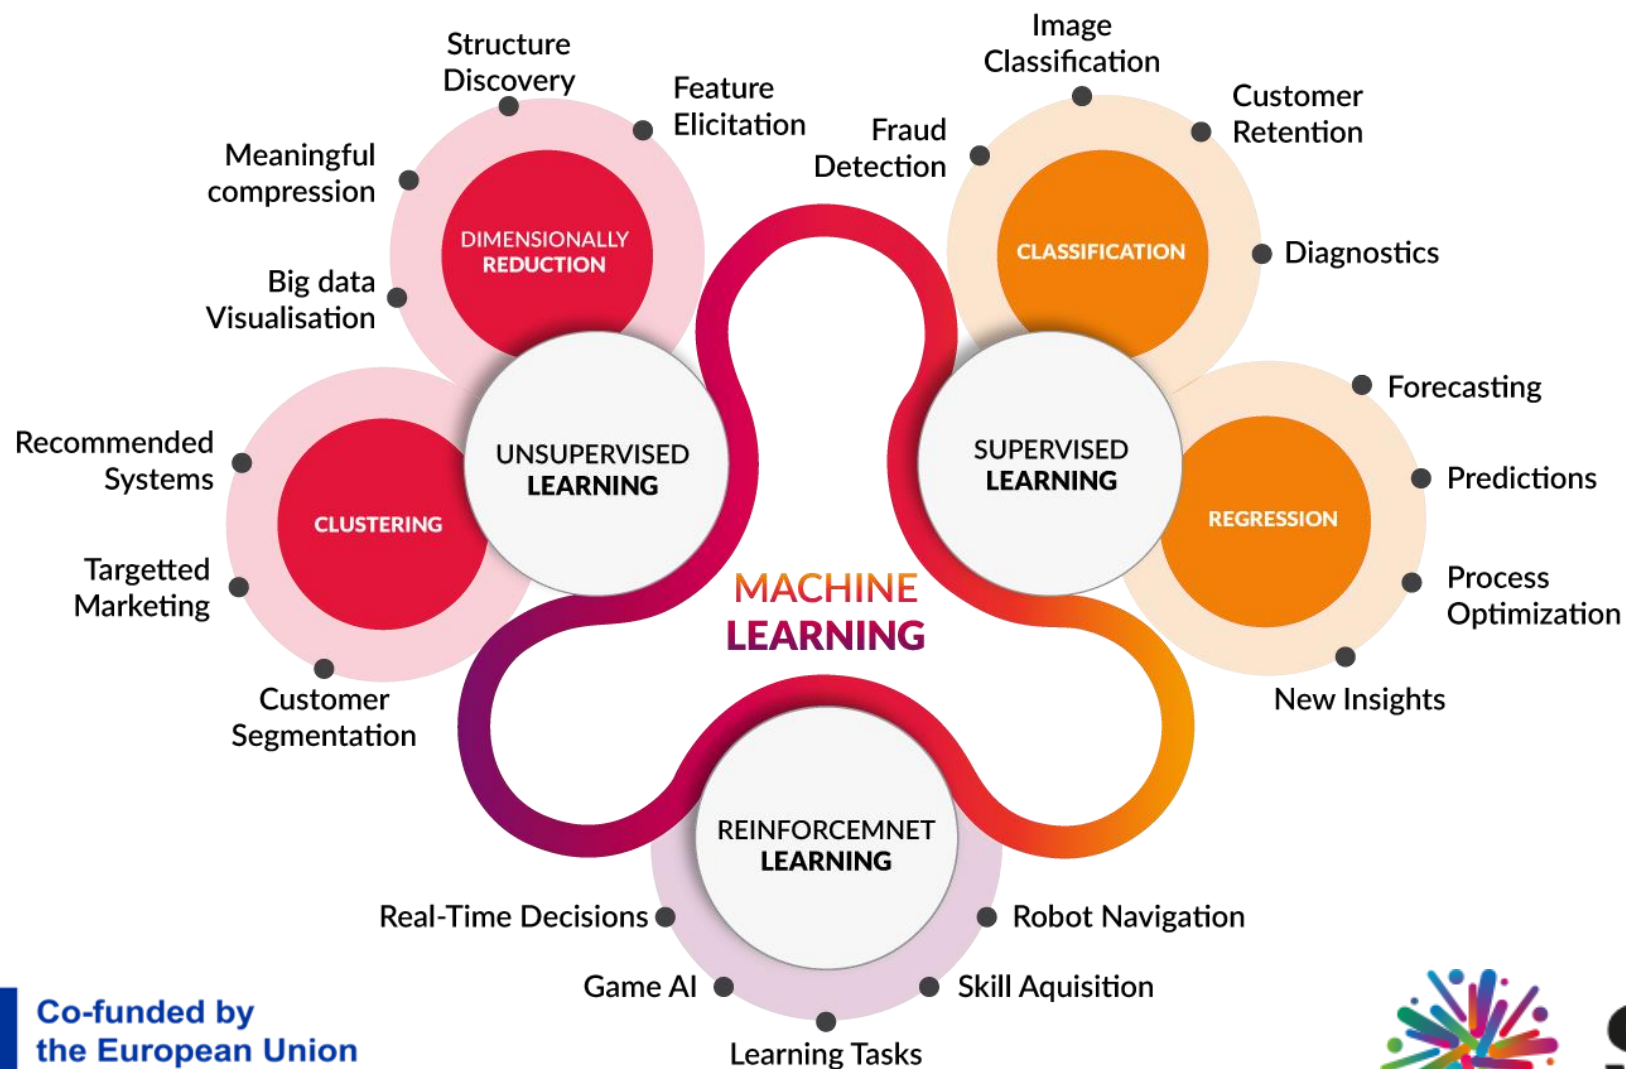 Structure
Discovery
Feature
Elicitation
Meaningful
compression
Big data
Visualisation
DIMENSIONALLY
REDUCTION
Recommended
Systems
Targetted
Marketing
Customer
Segmentation
CLUSTERING
UNSUPERVISED
LEARNING
Image
Classification
Customer
Retention
Fraud
Detection
Diagnostics
CLASSIFICATION
SUPERVISED
LEARNING
Forecasting
Predictions
Process
Optimization
New Insights
REGRESSION
MACHINE
LEARNING
REINFORCEMNET
LEARNING
Real-Time Decisions
Game AI
Learning Tasks
Skill Aquisition
Robot Navigation
Co-funded by
the European Union